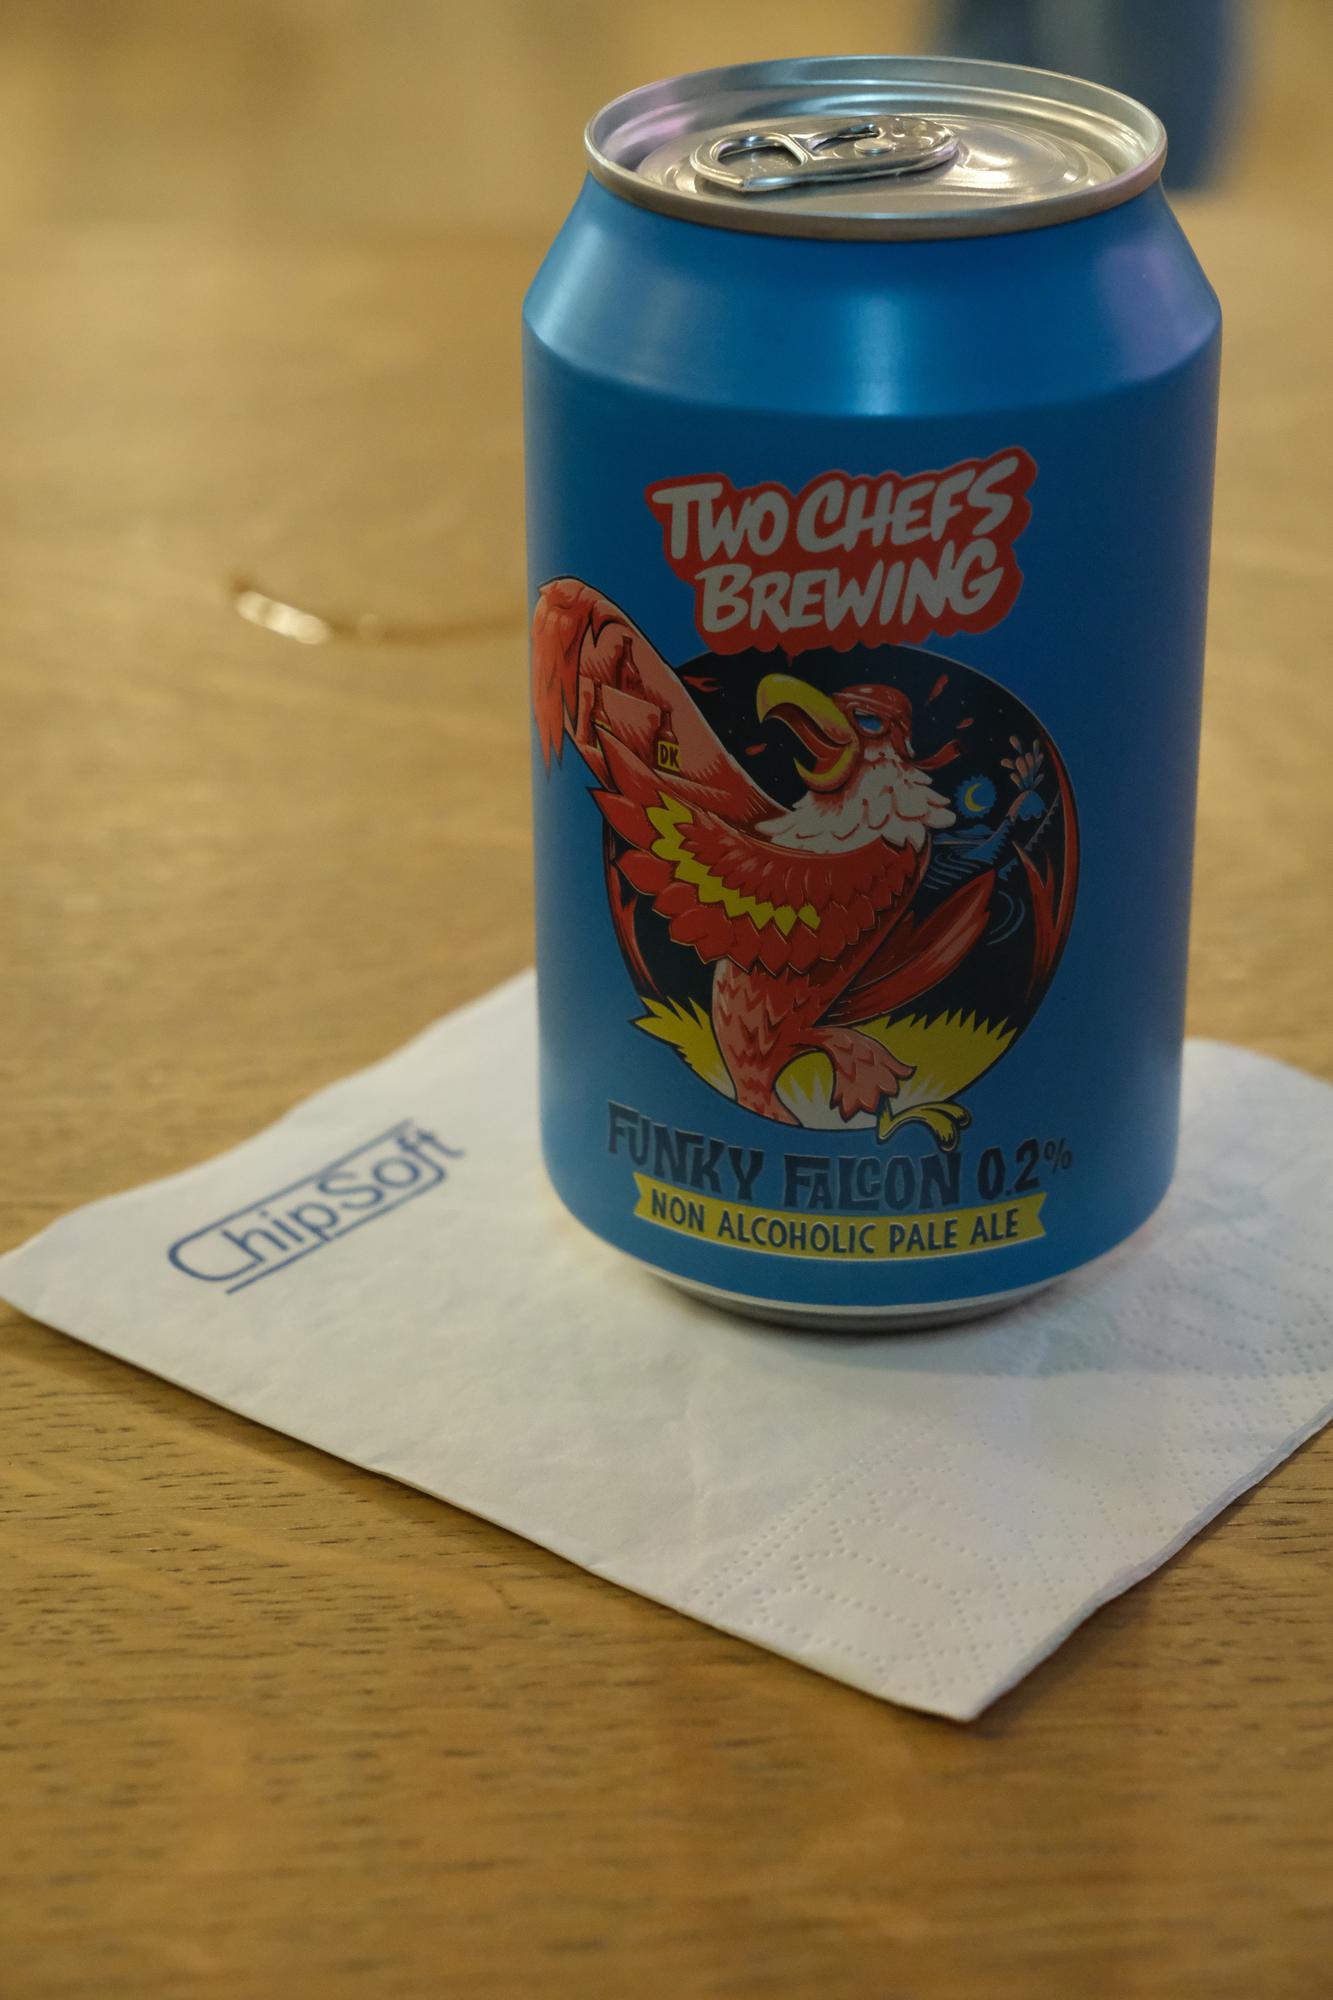 TWO CHEFS
BREWING
DK
FUNKY FALCON 0.2%
NON ALCOHOLIC PALE ALE
ChipSoft